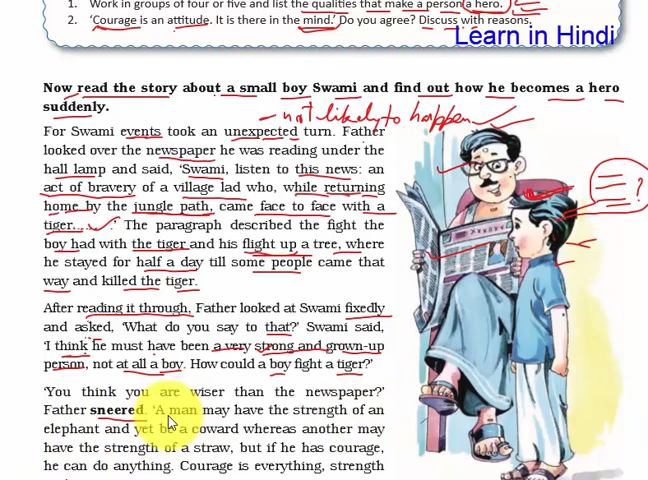 1. Work in groups of four or five and list the qualities that make a person a hero.
2. ‘Courage is an attitude. It is there in the mind.’ Do you agree? Discuss with reasons.
Learn in Hindi
Now read the story about a small boy Swami and find out how he becomes a hero
suddenly.
- not likely to happen
For Swami events took an unexpected turn. Father
looked over the newspaper he was reading under the
hall lamp and said, ‘Swami, listen to this news: an
act of bravery of a village lad who, while returning
home by the jungle path, came face to face with a
tiger....’ The paragraph described the fight the
boy had with the tiger and his flight up a tree, where
he stayed for half a day till some people came that
way and killed the tiger.
After reading it through, Father looked at Swami fixedly
and asked, ‘What do you say to that?’ Swami said,
‘I think he must have been a very strong and grown-up
person, not at all a boy. How could a boy fight a tiger?’
‘You think you are wiser than the newspaper?’
Father sneered. ‘A man may have the strength of an
elephant and yet be a coward whereas another may
have the strength of a straw, but if he has courage,
he can do anything. Courage is everything, strength
?